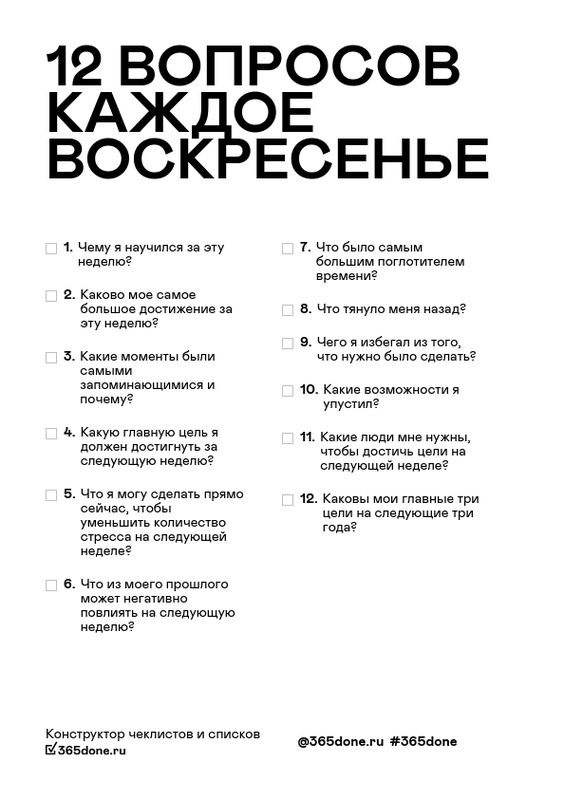 12 ВОПРОСОВ
КАЖДОЕ
ВОСКРЕСЕНЬЕ
1. Чему я научился за эту
неделю?
2. Каково мое самое
большое достижение за
эту неделю?
3. Какие моменты были
самыми
запоминающимися и
почему?
4. Какую главную цель я
должен достигнуть за
следующую неделю?
5. Что я могу сделать прямо
сейчас, чтобы
уменьшить количество
стресса на следующей
неделе?
6. Что из моего прошлого
может негативно
повлиять на следующую
неделю?
7. Что было самым
большим поглотителем
времени?
8. Что тянуло меня назад?
9. Чего я избегал из того,
что нужно было сделать?
10. Какие возможности я
упустил?
11. Какие люди мне нужны,
чтобы достичь цели на
следующей неделе?
12. Каковы мои главные три
цели на следующие три
года?
Конструктор чеклистов и списков
365done.ru
@365done.ru #365done